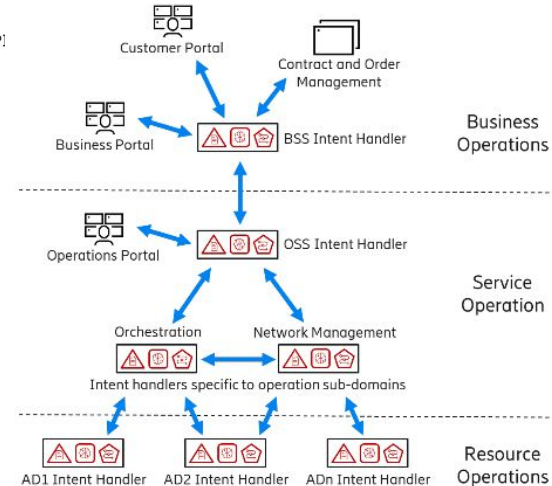 Customer Portal
Contract and Order
Management
Business Portal
BSS Intent Handler
Business
Operations
Operations Portal
OSS Intent Handler
Service
Operation
Orchestration
Network Management
Intent handlers specific to operation sub-domains
AD1 Intent Handler
AD2 Intent Handler
ADn Intent Handler
Resource
Operations